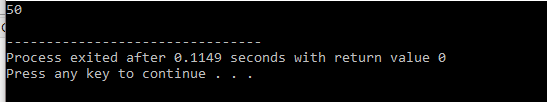 50
--------------------------------
Process exited after 0.1149 seconds with return value 0
Press any key to continue . . .